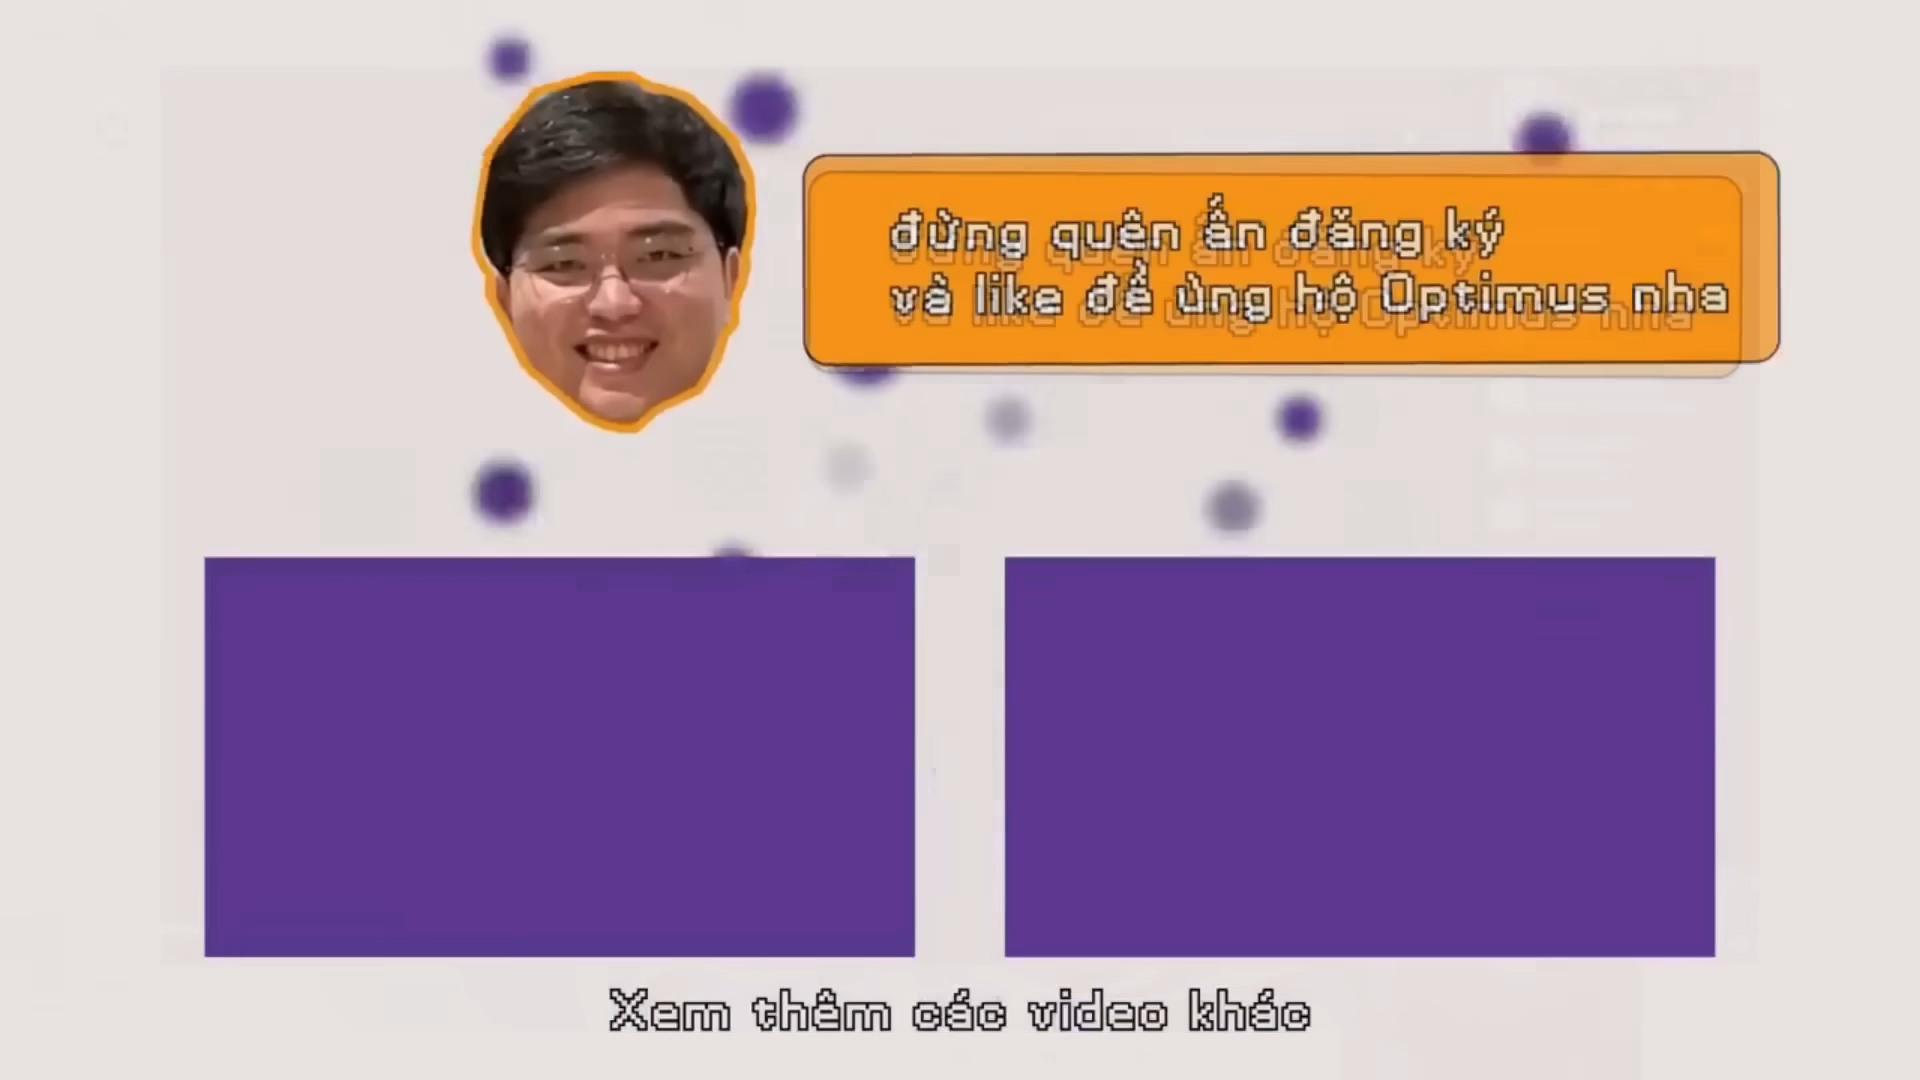 đừng quên ấn đăng ký
và like để ủng hộ Optimus nha
Xem thêm các video khác